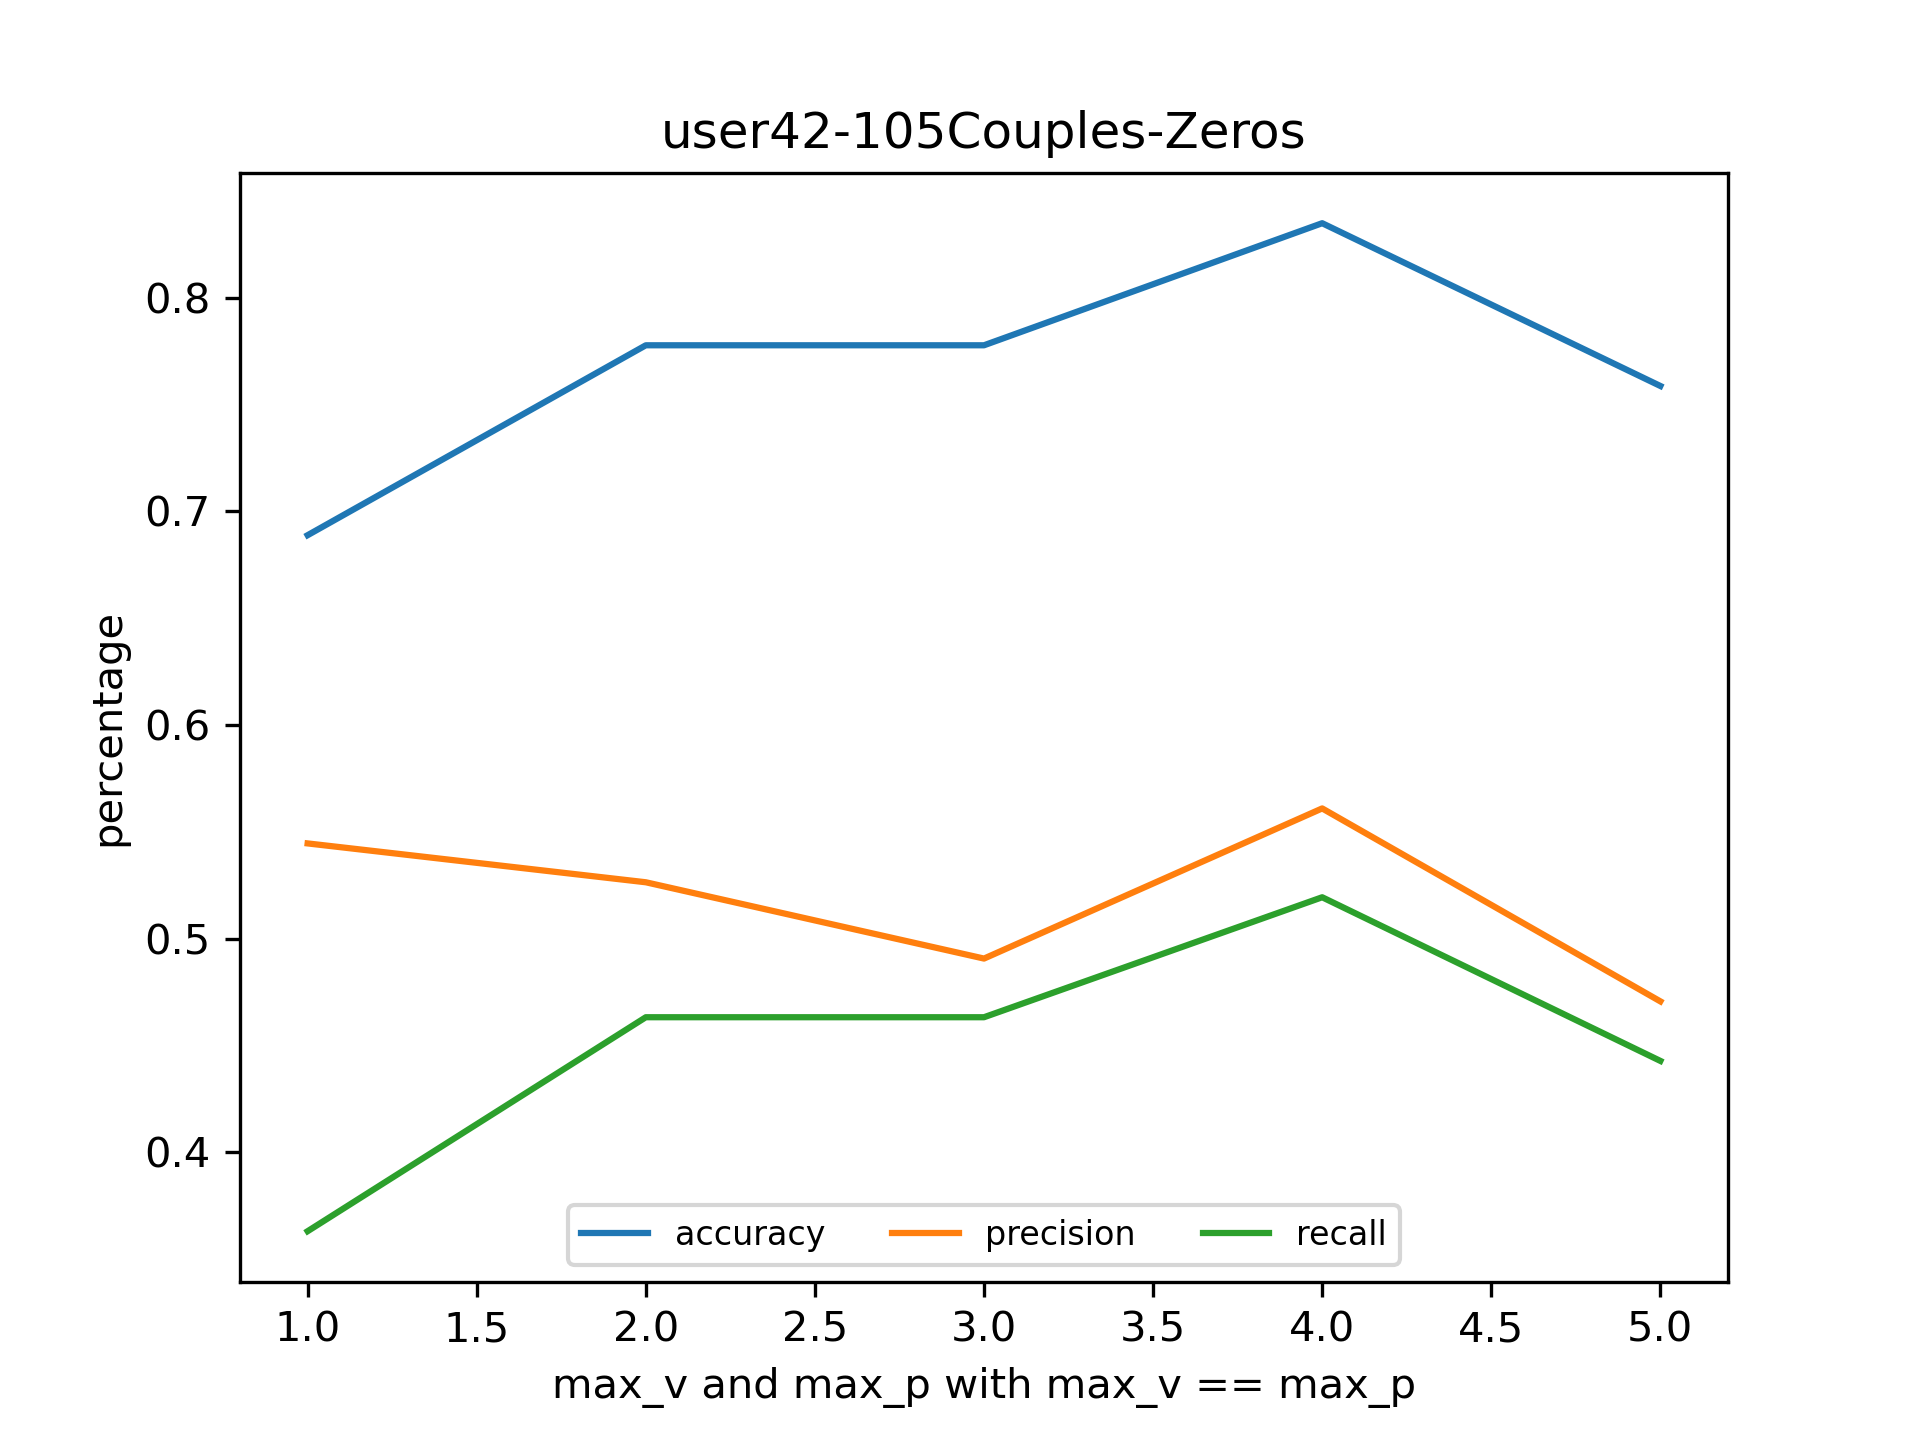 user42-105Couples-Zeros
percentage
0.8
0.7
0.6
0.5
0.4
accuracy precision recall
1.0 1.5 2.0 2.5 3.0 3.5 4.0 4.5 5.0
max_v and max_p with max_v == max_p